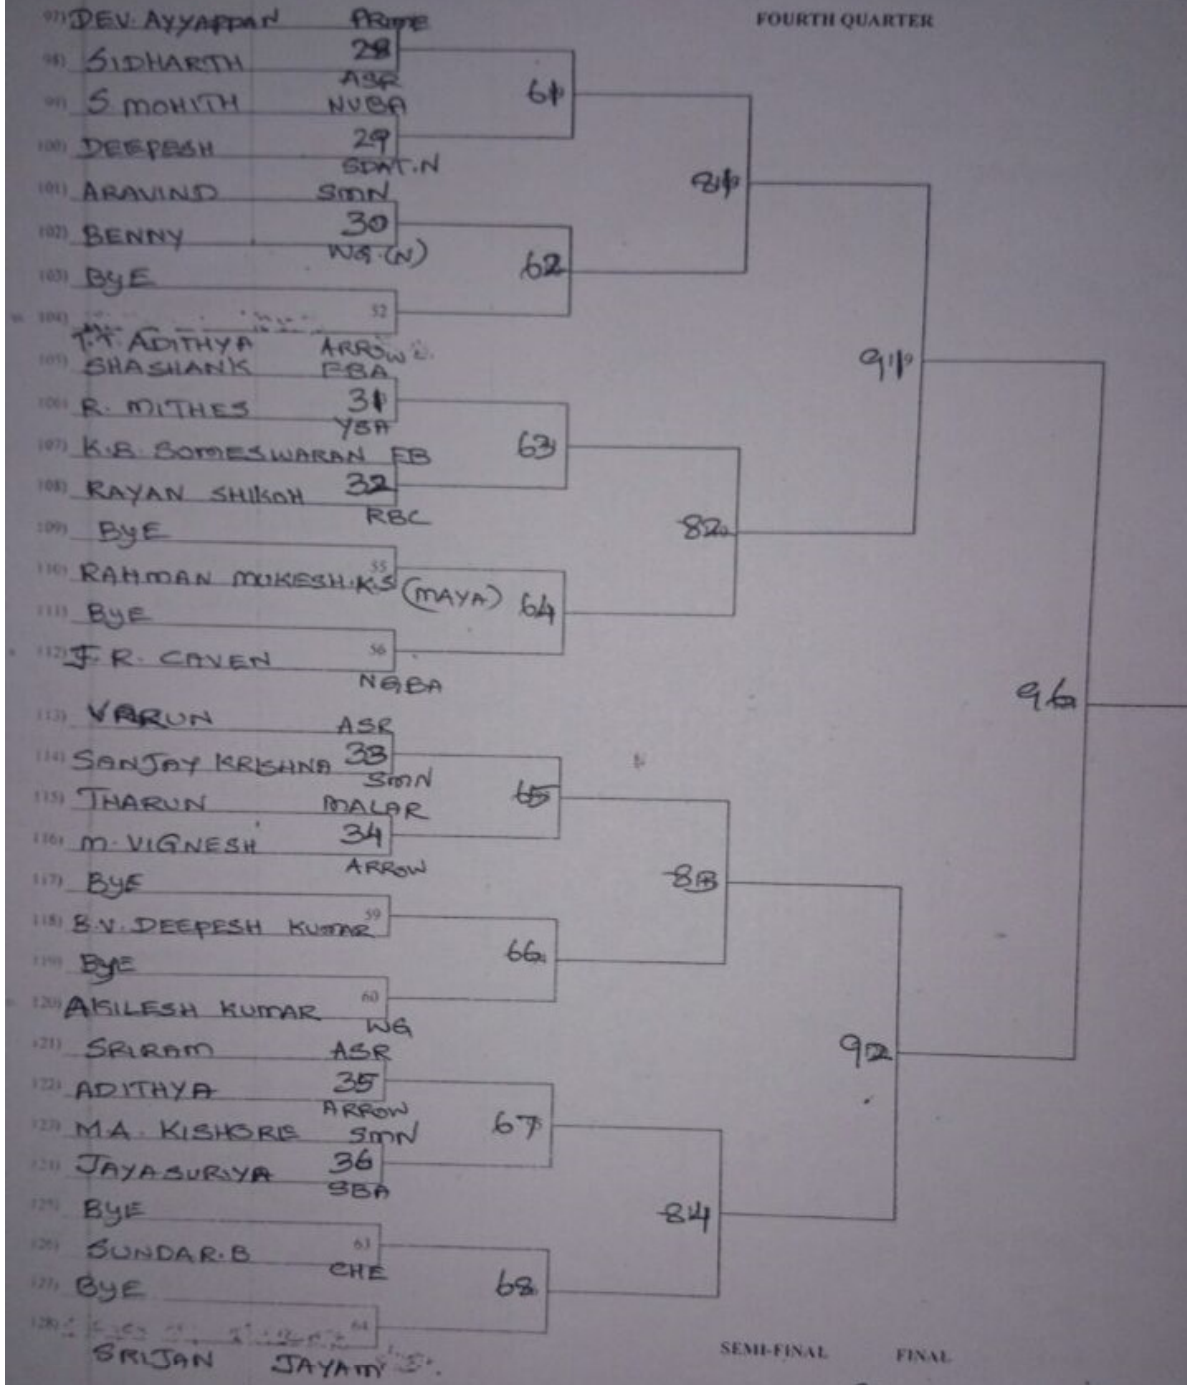 97) DEV. AYYAPPAN PRIME
FOURTH QUARTER
28
98) SIDHARTH ASR
61
99) S MOHITH NVBA
29
100) DEEPESH SDAT.N
81
101) ARAVIND SMN
30
102) BENNY WG.(N)
62
103) BYE
52
104)
T.T. ADITHYA ARROW
91
105) SHASHANK FBA
31
106) R. MITHES YBA
63
107) K.B. SOMESWARAN EB
32
108) RAYAN SHIKOH RBC
82
109) BYE
55
110) RAHMAN MUKESH.K.S (MAYA)
64
111) BYE
56
112) J. R. CAVEN NGBA
96
113) VARUN ASR
33
114) SANJAY KRISHNA SMN
65
115) THARUN MALAR
34
116) M. VIGNESH ARROW
83
117) BYE
59
118) B.V. DEEPESH KUMAR
66
119) BYE
60
120) AKILESH KUMAR WG
92
121) SRIRAM ASR
35
122) ADITHYA ARROW
67
123) M.A. KISHORE SMN
36
124) JAYASURIYA SBA
84
125) BYE
63
126) SUNDAR.B CHE
68
127) BYE
64
128)
SRIJAN JAYAM
SEMI-FINAL FINAL